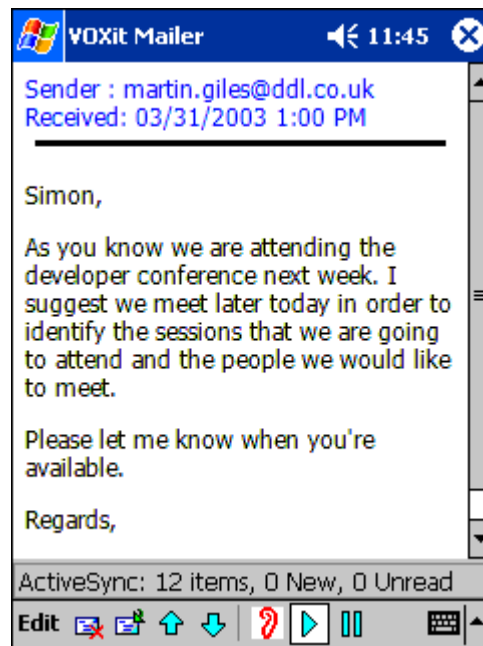 VOXit Mailer 11:45
Sender : martin.giles@ddl.co.uk
Received: 03/31/2003 1:00 PM
Simon,
As you know we are attending the
developer conference next week. I
suggest we meet later today in order to
identify the sessions that we are going
to attend and the people we would like
to meet.
Please let me know when you're
available.
Regards,
ActiveSync: 12 items, 0 New, 0 Unread
Edit